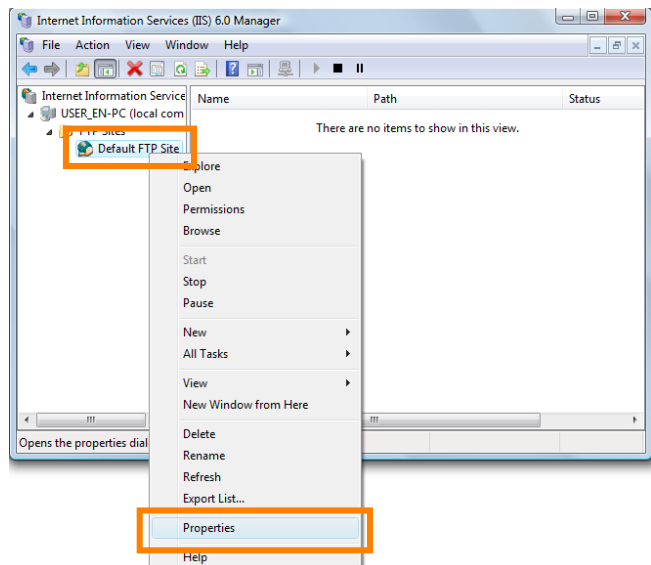 Internet Information Services (IIS) 6.0 Manager
File Action View Window Help
Internet Information Service
Name Path Status
USER_EN-PC (local com
FTP Sites
There are no items to show in this view.
Default FTP Site
Explore
Open
Permissions
Browse
Start
Stop
Pause
New
All Tasks
View
New Window from Here
Opens the properties dial
Delete
Rename
Refresh
Export List...
Properties
Help